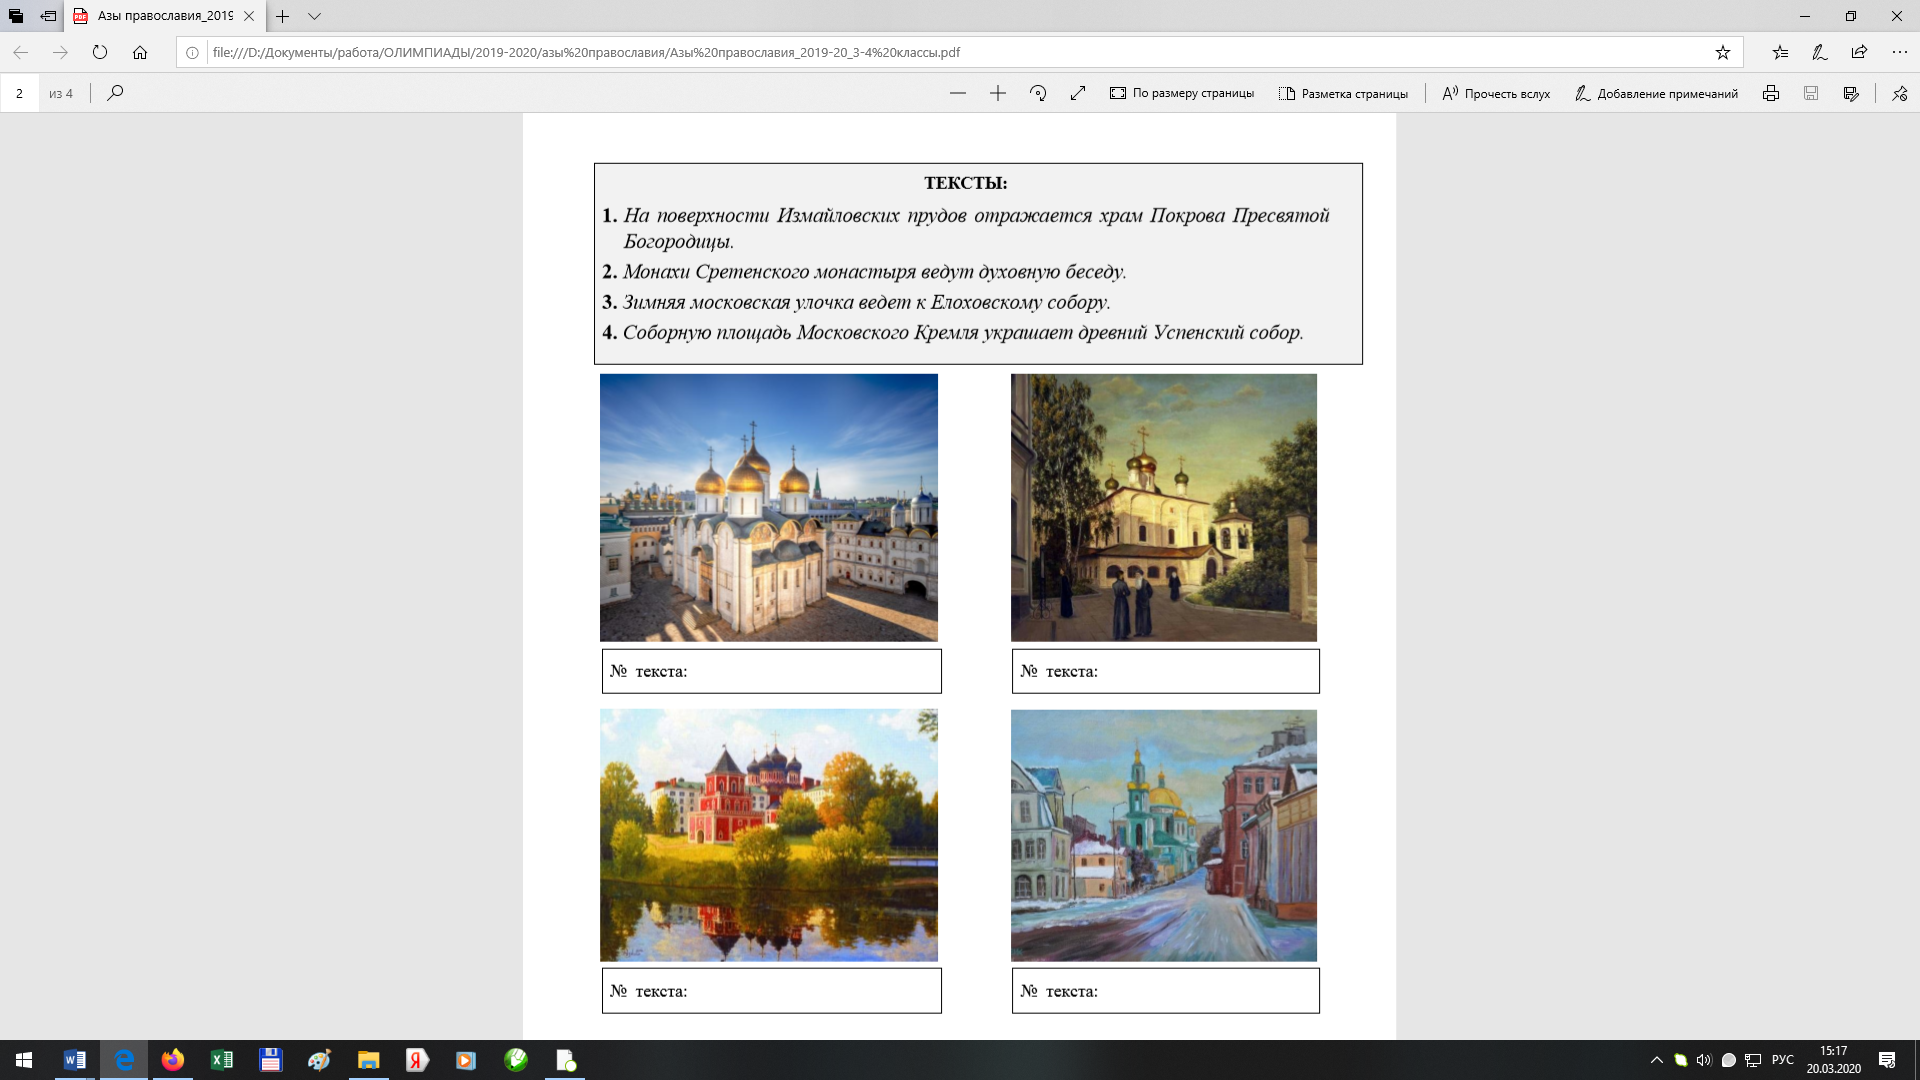 Азы православия_2019
file:///D:/Документы/работа/ОЛИМПИАДЫ/2019-2020/азы%20православия/Азы%20православия_2019-20_3-4%20классы.pdf
2 из 4
По размеру страницы
Разметка страницы
Прочесть вслух
Добавление примечаний
ТЕКСТЫ:
1. На поверхности Измайловских прудов отражается храм Покрова Пресвятой
Богородицы.
2. Монахи Сретенского монастыря ведут духовную беседу.
3. Зимняя московская улочка ведет к Елоховскому собору.
4. Соборную площадь Московского Кремля украшает древний Успенский собор.
№ текста:
№ текста:
№ текста:
№ текста:
РУС
15:17
20.03.2020